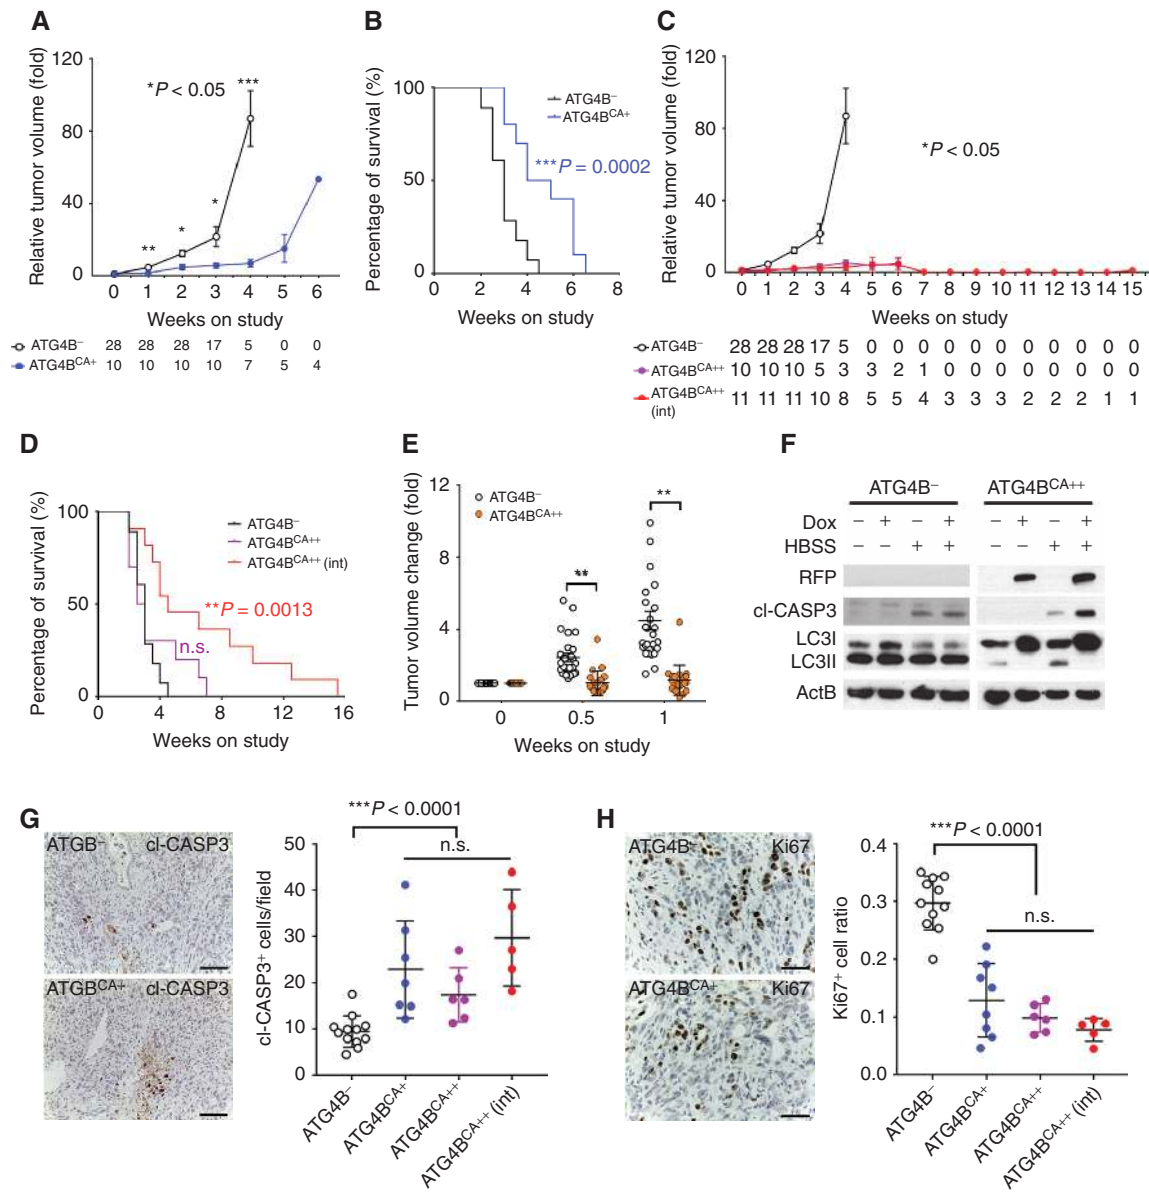 A
Relative tumor volume (fold)
120
80
40
0
*P < 0.05
**
*
*
***
0 1 2 3 4 5 6
Weeks on study
ATG4B– 28 28 28 17 5 0 0
ATG4BCA+ 10 10 10 10 7 5 4
B
Percentage of survival (%)
100
50
0
ATG4B–
ATG4BCA+
***P = 0.0002
0 2 4 6 8
Weeks on study
C
Relative tumor volume (fold)
120
80
40
0
*P < 0.05
0 1 2 3 4 5 6 7 8 9 10 11 12 13 14 15
Weeks on study
ATG4B– 28 28 28 17 5 0 0 0 0 0 0 0 0 0 0 0
ATG4BCA++ 10 10 10 5 3 3 2 1 0 0 0 0 0 0 0 0
ATG4BCA++ 11 11 11 10 8 5 5 4 3 3 3 2 2 2 1 1
(int)
D
Percentage of survival (%)
100
50
0
ATG4B–
ATG4BCA++
ATG4BCA++ (int)
**P = 0.0013
n.s.
0 4 8 12 16
Weeks on study
E
Tumor volume change (fold)
12
8
4
0
ATG4B–
ATG4BCA++
**
**
0 0.5 1
Weeks on study
F
ATG4B– ATG4BCA++
Dox – + – + – + – +
HBSS – – + + – – + +
RFP
cl-CASP3
LC3I
LC3II
ActB
G
ATGB– cl-CASP3
ATGBCA+ cl-CASP3
***P < 0.0001
n.s.
cl-CASP3+ cells/field
50
40
30
20
10
0
ATG4B–
ATG4BCA+
ATG4BCA++
ATG4BCA++ (int)
H
ATG4B– Ki67
ATG4BCA+ Ki67
***P < 0.0001
n.s.
Ki67+ cell ratio
0.4
0.3
0.2
0.1
0.0
ATG4B–
ATG4BCA+
ATG4BCA++
ATG4BCA++ (int)